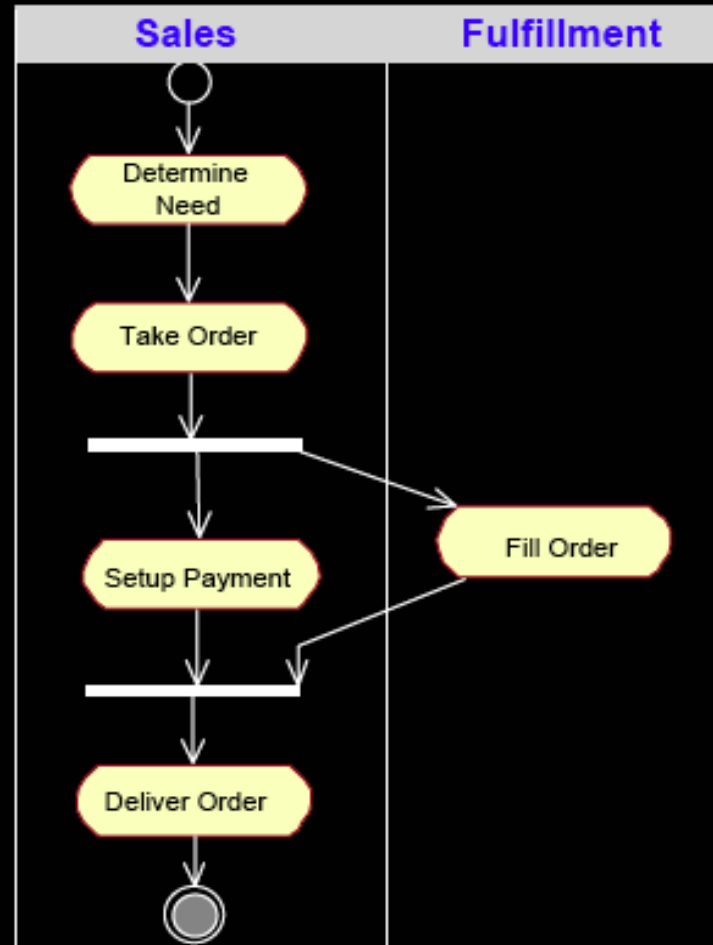 Sales
Fulfillment
Determine
Need
Take Order
Fill Order
Setup Payment
Deliver Order